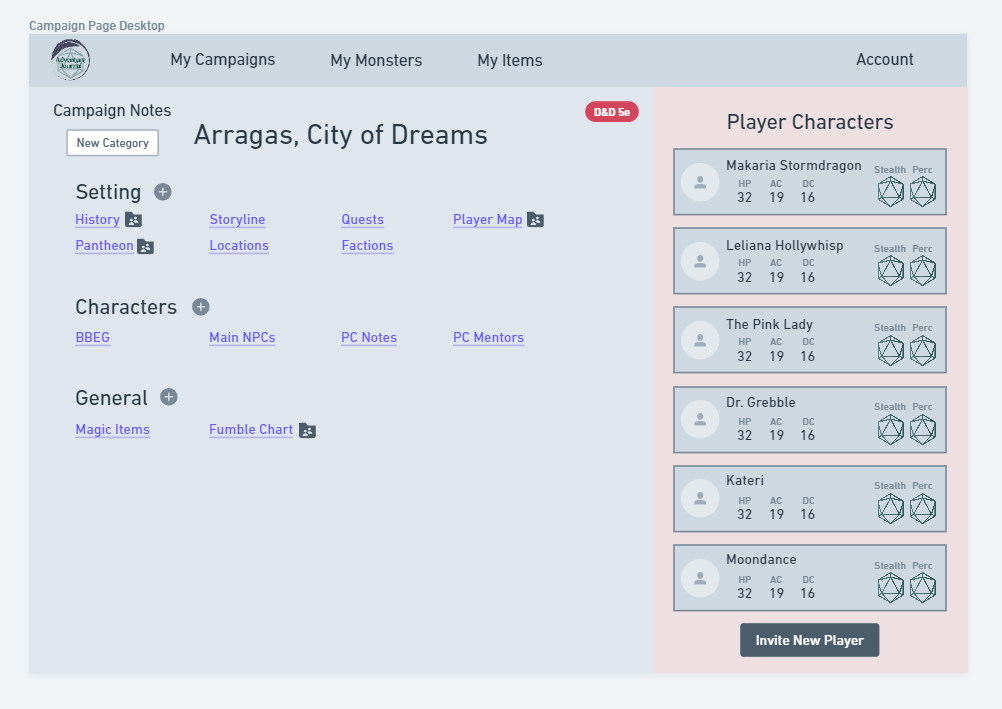 Campaign Page Desktop
Adventure Journal
My Campaigns My Monsters My Items Account
Campaign Notes
New Category
Arragas, City of Dreams
D&D 5e
Setting
History Storyline Quests Player Map
Pantheon Locations Factions
Characters
BBEG Main NPCs PC Notes PC Mentors
General
Magic Items Fumble Chart
Player Characters
Makaria Stormdragon
HP AC DC Stealth Perc
32 19 16
Leliana Hollywhisp
HP AC DC Stealth Perc
32 19 16
The Pink Lady
HP AC DC Stealth Perc
32 19 16
Dr. Grebble
HP AC DC Stealth Perc
32 19 16
Kateri
HP AC DC Stealth Perc
32 19 16
Moondance
HP AC DC Stealth Perc
32 19 16
Invite New Player